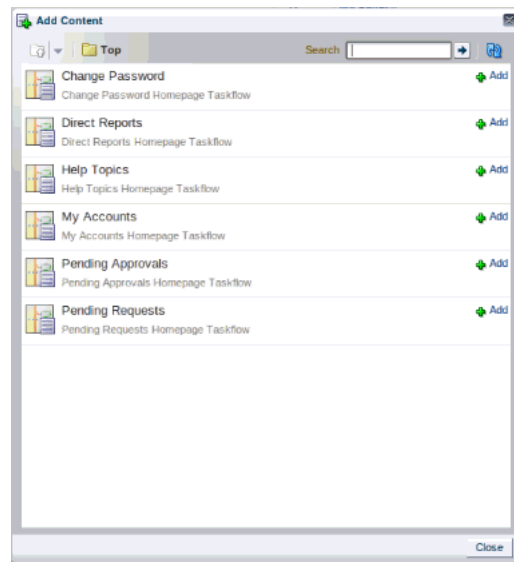 Add Content
Top Search
Change Password Add
Change Password Homepage Taskflow
Direct Reports Add
Direct Reports Homepage Taskflow
Help Topics Add
Help Topics Homepage Taskflow
My Accounts Add
My Accounts Homepage Taskflow
Pending Approvals Add
Pending Approvals Homepage Taskflow
Pending Requests Add
Pending Requests Homepage Taskflow
Close